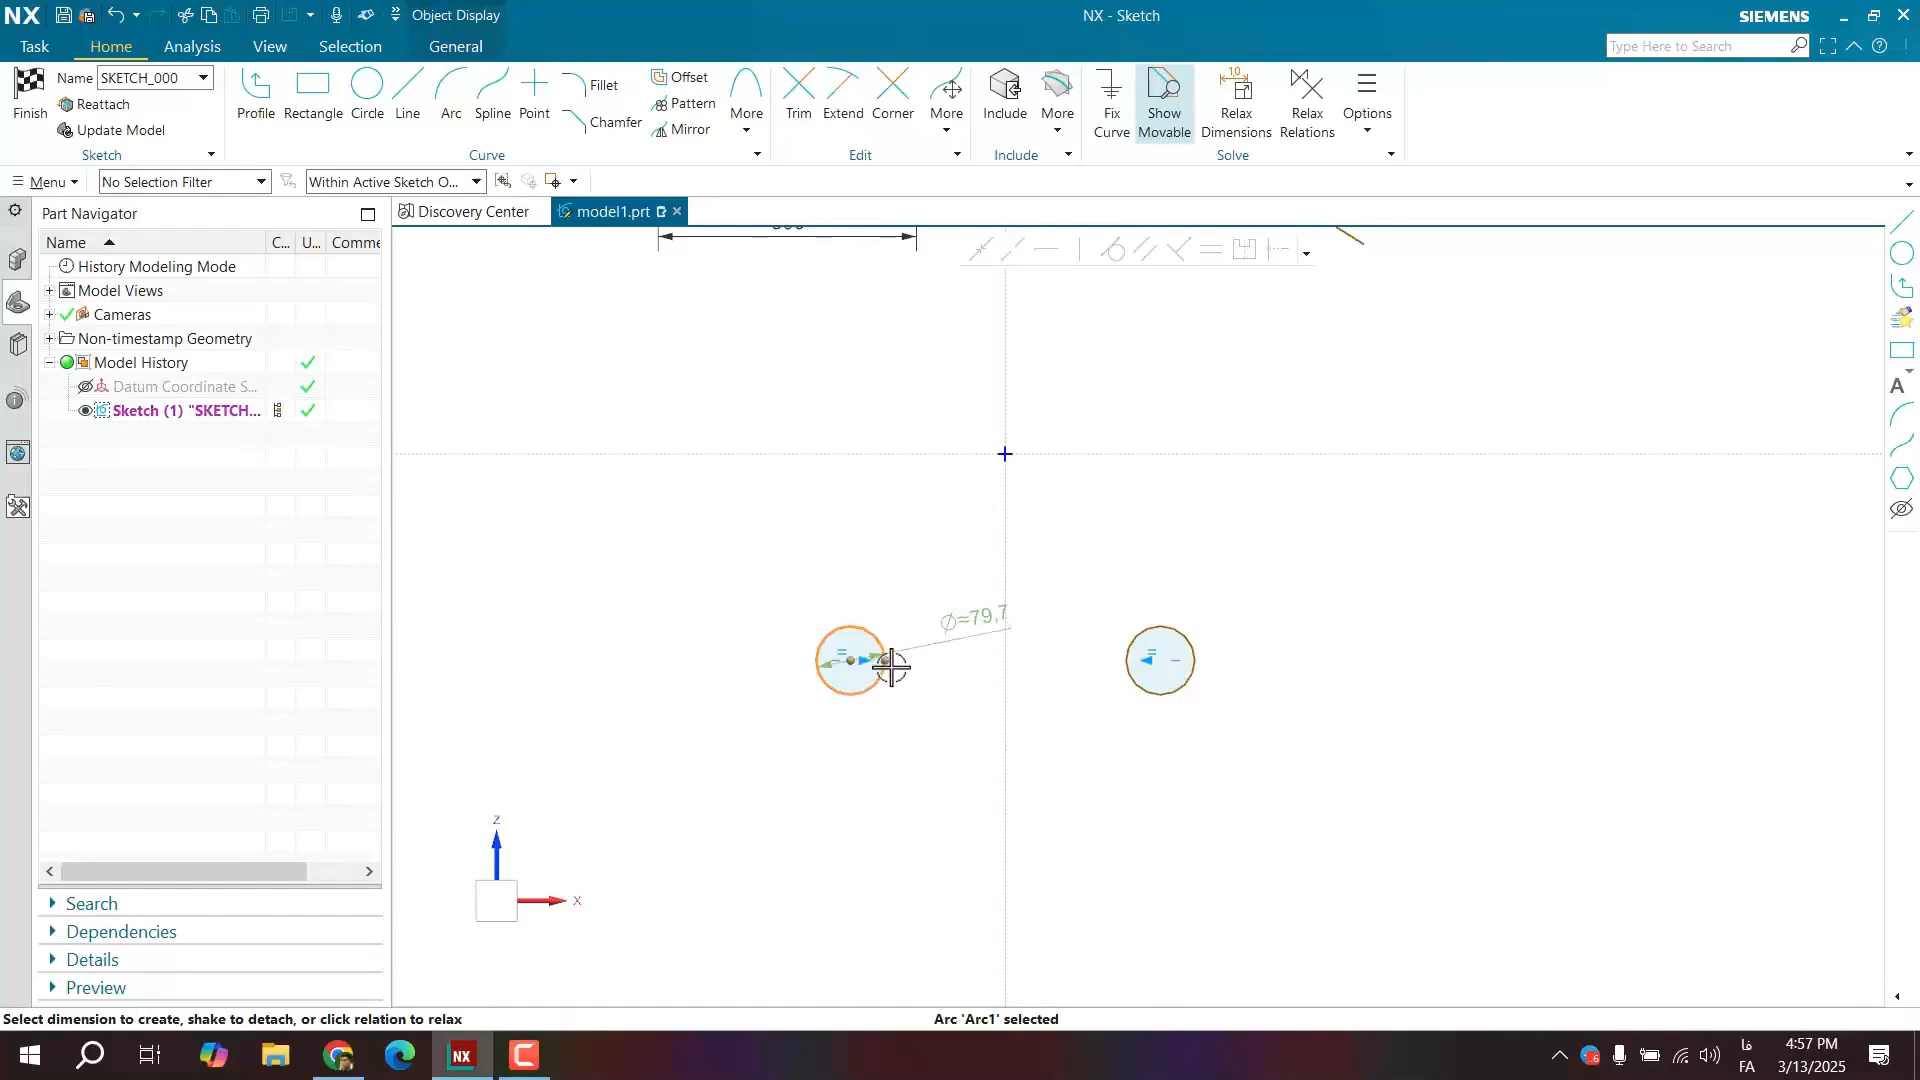 NX
Object Display
NX - Sketch
SIEMENS
Task
Home
Analysis
View
Selection
General
Type Here to Search
Finish
Name SKETCH_000
Reattach
Update Model
Profile
Rectangle
Circle
Line
Arc
Spline
Point
Fillet
Chamfer
Offset
Pattern
Mirror
More
Trim
Extend
Corner
More
Include
More
Fix Curve
Show Movable
Relax Dimensions
Relax Relations
Options
Sketch
Curve
Edit
Include
Solve
Menu
No Selection Filter
Within Active Sketch O...
Part Navigator
Discovery Center
model1.prt
Name
C...
U...
Comme
History Modeling Mode
Model Views
Cameras
Non-timestamp Geometry
Model History
Datum Coordinate S...
Sketch (1) "SKETCH...
∅≈79,7
Z
X
Search
Dependencies
Details
Preview
Select dimension to create, shake to detach, or click relation to relax
Arc 'Arc1' selected
NX
فا
FA
4:57 PM
3/13/2025